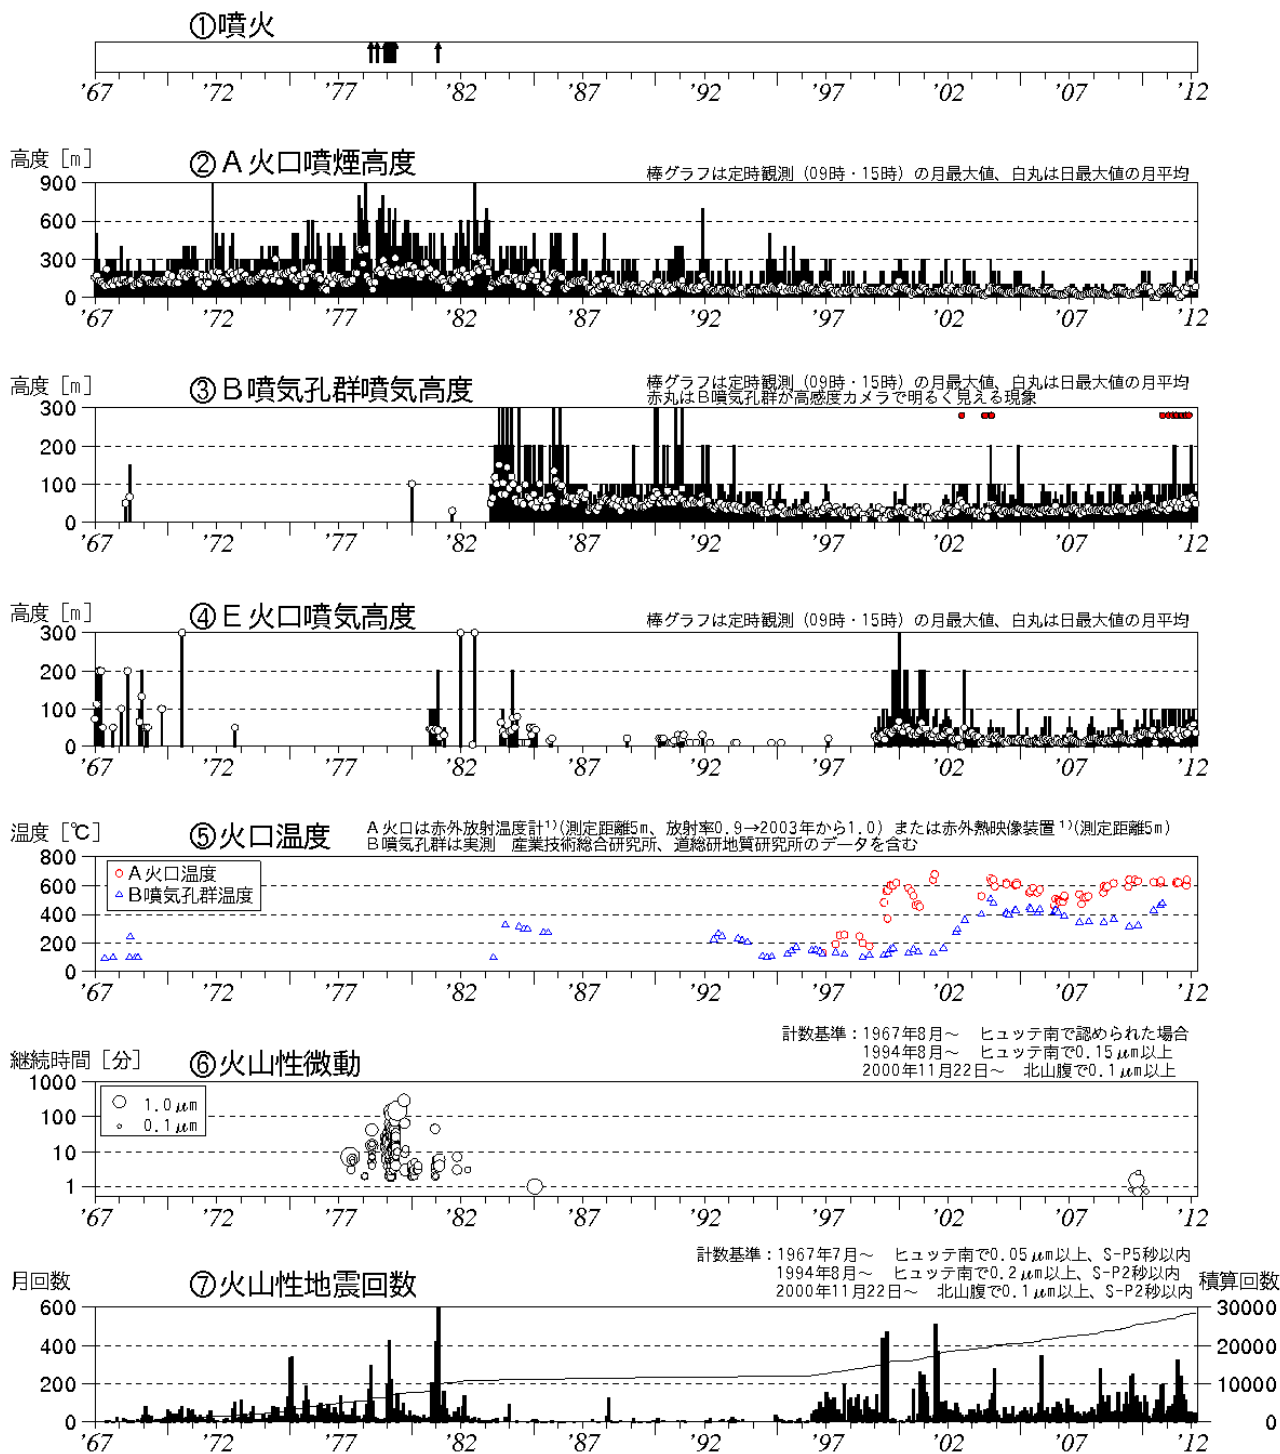 ①噴火
'67 '72 '77 '82 '87 '92 '97 '02 '07 '12
高度［m］ ②Ａ火口噴煙高度
棒グラフは定時観測（09時・15時）の月最大値、白丸は日最大値の月平均
900
600
300
0
'67 '72 '77 '82 '87 '92 '97 '02 '07 '12
高度［m］ ③Ｂ噴気孔群噴気高度
棒グラフは定時観測（09時・15時）の月最大値、白丸は日最大値の月平均
赤丸はＢ噴気孔群が高感度カメラで明るく見える現象
300
200
100
0
'67 '72 '77 '82 '87 '92 '97 '02 '07 '12
高度［m］ ④Ｅ火口噴気高度
棒グラフは定時観測（09時・15時）の月最大値、白丸は日最大値の月平均
300
200
100
0
'67 '72 '77 '82 '87 '92 '97 '02 '07 '12
温度［℃］ ⑤火口温度
Ａ火口は赤外放射温度計¹⁾(測定距離5m、放射率0.9→2003年から1.0) または赤外熱映像装置¹⁾(測定距離5m)
Ｂ噴気孔群は実測 産業技術総合研究所、道総研地質研究所のデータを含む
800
600
400
200
0
Ａ火口温度
Ｂ噴気孔群温度
'67 '72 '77 '82 '87 '92 '97 '02 '07 '12
継続時間［分］ ⑥火山性微動
計数基準：1967年8月～ ヒュッテ南で認められた場合
1994年8月～ ヒュッテ南で0.15μm以上
2000年11月22日～ 北山腹で0.1μm以上
1000
100
10
1
1.0μm
0.1μm
'67 '72 '77 '82 '87 '92 '97 '02 '07 '12
月回数 ⑦火山性地震回数
計数基準：1967年7月～ ヒュッテ南で0.05μm以上、S-P5秒以内
1994年8月～ ヒュッテ南で0.2μm以上、S-P2秒以内
2000年11月22日～ 北山腹で0.1μm以上、S-P2秒以内
積算回数
600 30000
400 20000
200 10000
0 0
'67 '72 '77 '82 '87 '92 '97 '02 '07 '12